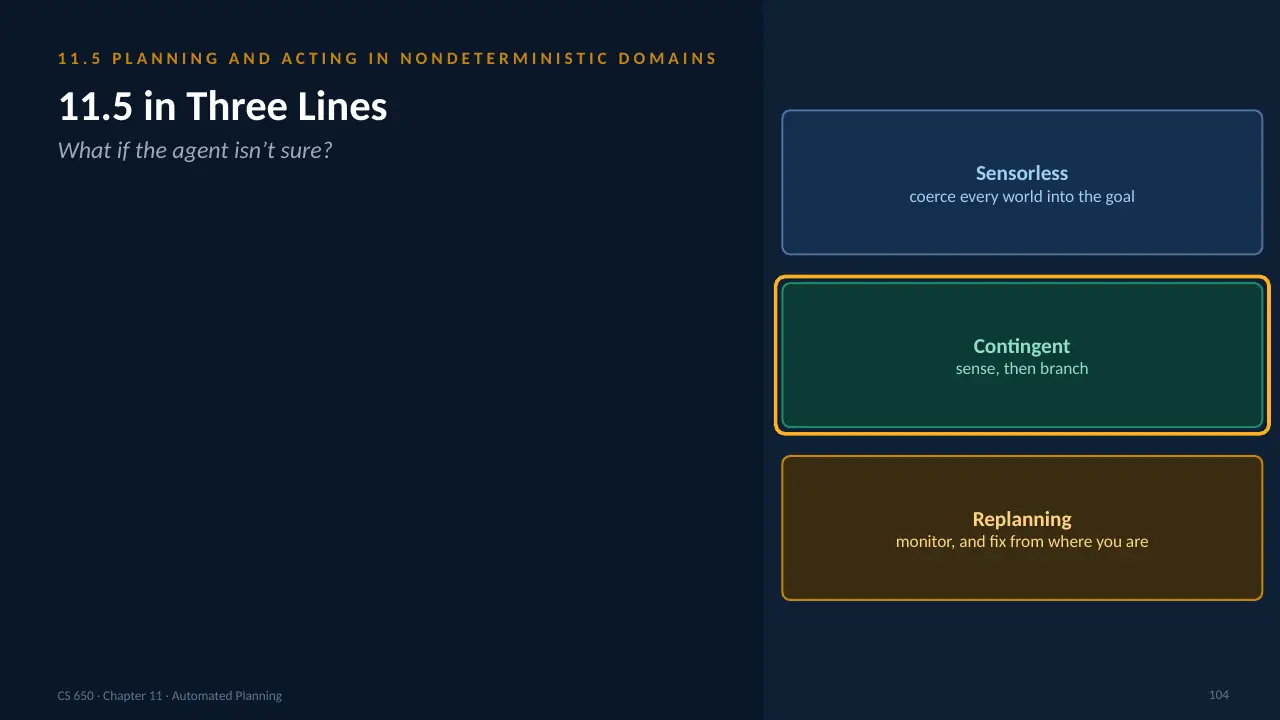 11.5 PLANNING AND ACTING IN NONDETERMINISTIC DOMAINS
11.5 in Three Lines
What if the agent isn’t sure?
Sensorless
coerce every world into the goal
Contingent
sense, then branch
Replanning
monitor, and fix from where you are
CS 650 · Chapter 11 · Automated Planning
104